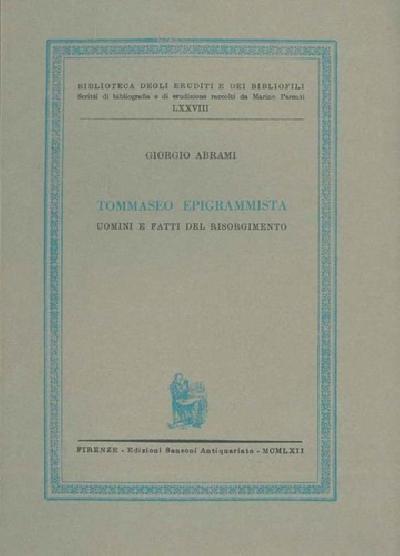 BIBLIOTECA DEGLI ERUDITI E DEI BIBLIOFILI
Scritti di bibliografia e di erudizione raccolti da Marino Parenti
LXXVIII
GIORGIO ABRAMI
TOMMASEO EPIGRAMMISTA
UOMINI E FATTI DEL RISORGIMENTO
FIRENZE - Edizioni Sansoni Antiquariato - MCMLXII